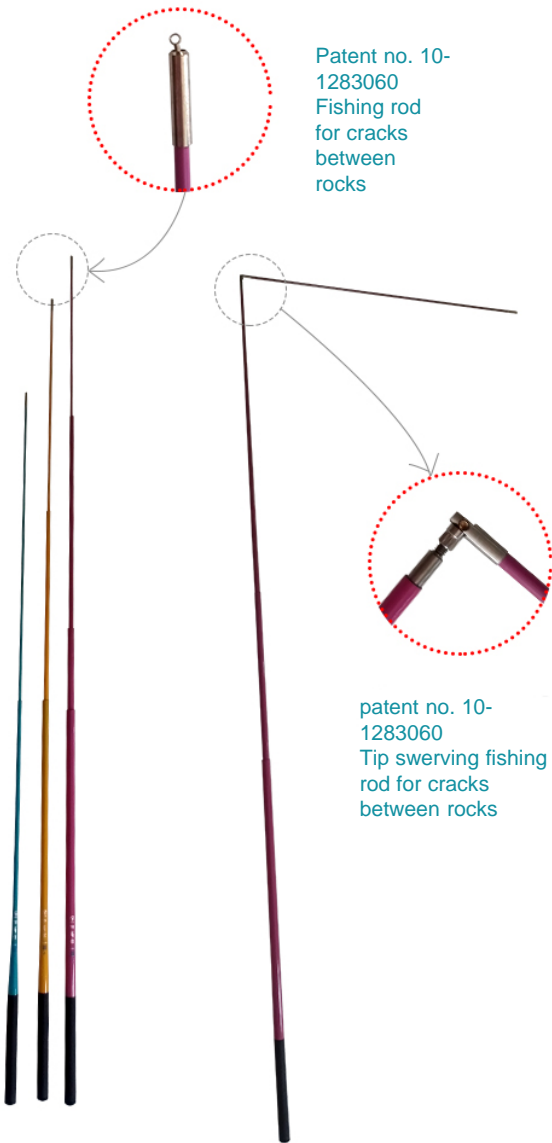 Patent no. 10-
1283060
Fishing rod
for cracks
between
rocks
patent no. 10-
1283060
Tip swerving fishing
rod for cracks
between rocks